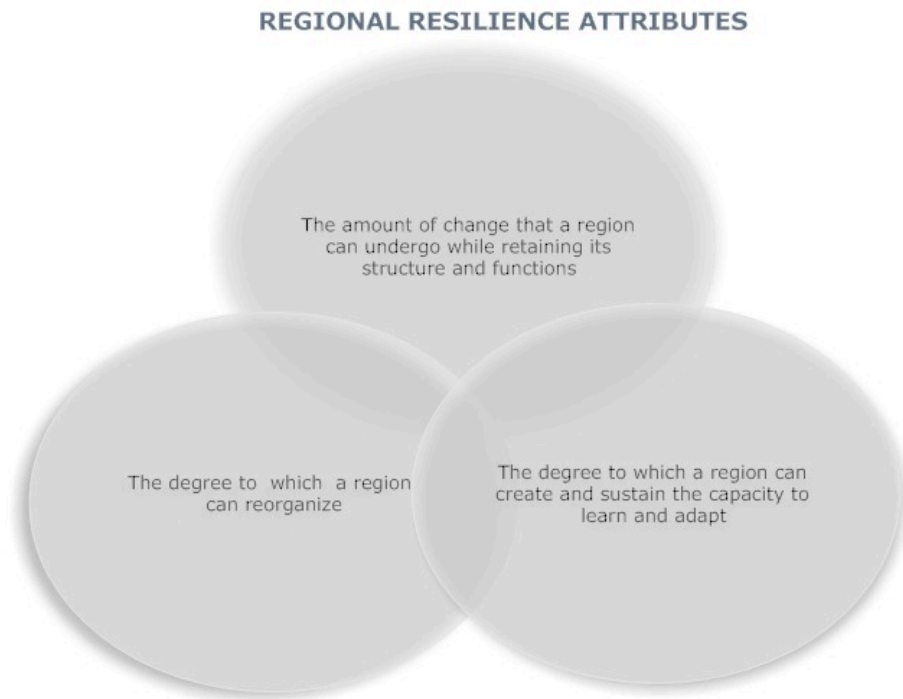 REGIONAL RESILIENCE ATTRIBUTES
The amount of change that a region
can undergo while retaining its
structure and functions
The degree to which a region
can reorganize
The degree to which a region can
create and sustain the capacity to
learn and adapt